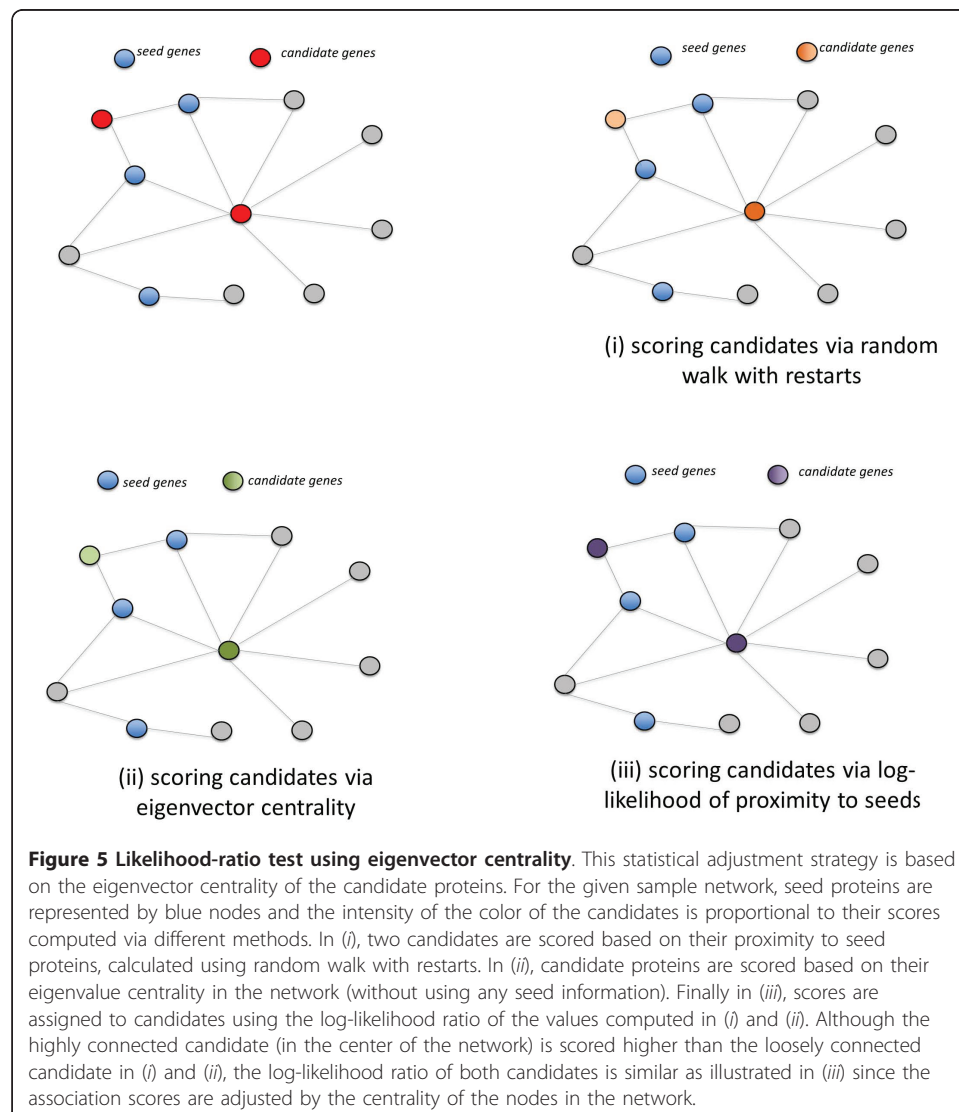 seed genes candidate genes
seed genes candidate genes
(i) scoring candidates via random
walk with restarts
seed genes candidate genes
seed genes candidate genes
(ii) scoring candidates via
eigenvector centrality
(iii) scoring candidates via log-
likelihood of proximity to seeds
Figure 5 Likelihood-ratio test using eigenvector centrality. This statistical adjustment strategy is based
on the eigenvector centrality of the candidate proteins. For the given sample network, seed proteins are
represented by blue nodes and the intensity of the color of the candidates is proportional to their scores
computed via different methods. In (i), two candidates are scored based on their proximity to seed
proteins, calculated using random walk with restarts. In (ii), candidate proteins are scored based on their
eigenvalue centrality in the network (without using any seed information). Finally in (iii), scores are
assigned to candidates using the log-likelihood ratio of the values computed in (i) and (ii). Although the
highly connected candidate (in the center of the network) is scored higher than the loosely connected
candidate in (i) and (ii), the log-likelihood ratio of both candidates is similar as illustrated in (iii) since the
association scores are adjusted by the centrality of the nodes in the network.